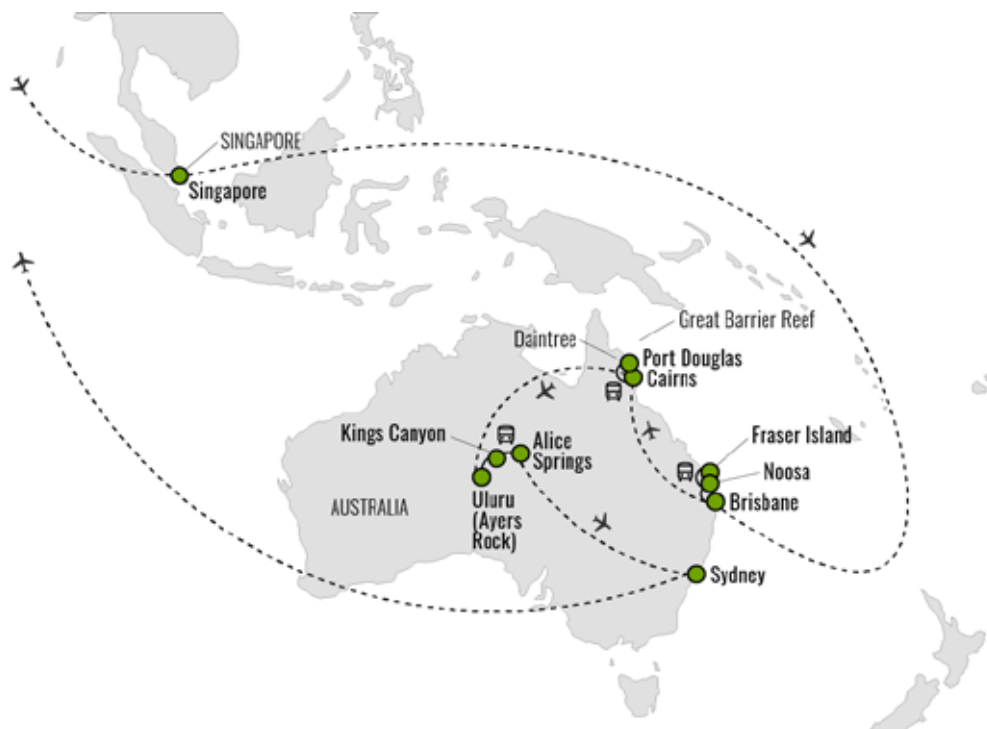 SINGAPORE
Singapore
Great Barrier Reef
Daintree
Port Douglas
Cairns
Kings Canyon
Alice
Springs
Fraser Island
Noosa
Brisbane
AUSTRALIA
Uluru
(Ayers
Rock)
Sydney